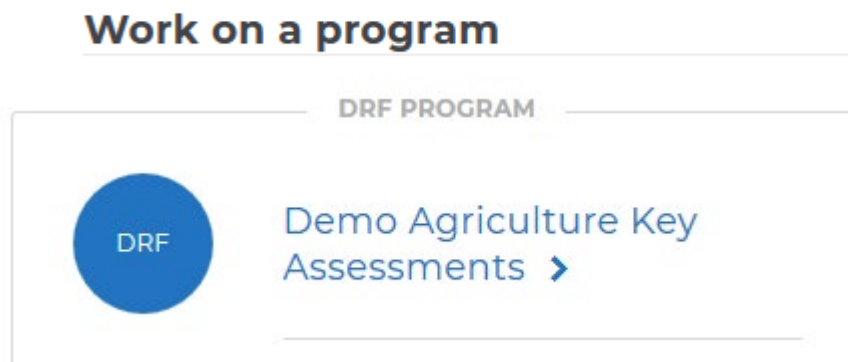 Work on a program
DRF PROGRAM
DRF
Demo Agriculture Key
Assessments